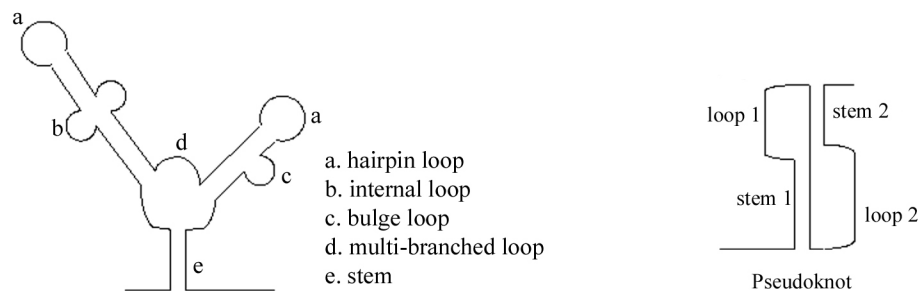 a
b
d
a
c
e
a. hairpin loop
b. internal loop
c. bulge loop
d. multi-branched loop
e. stem
loop 1
stem 2
stem 1
loop 2
Pseudoknot